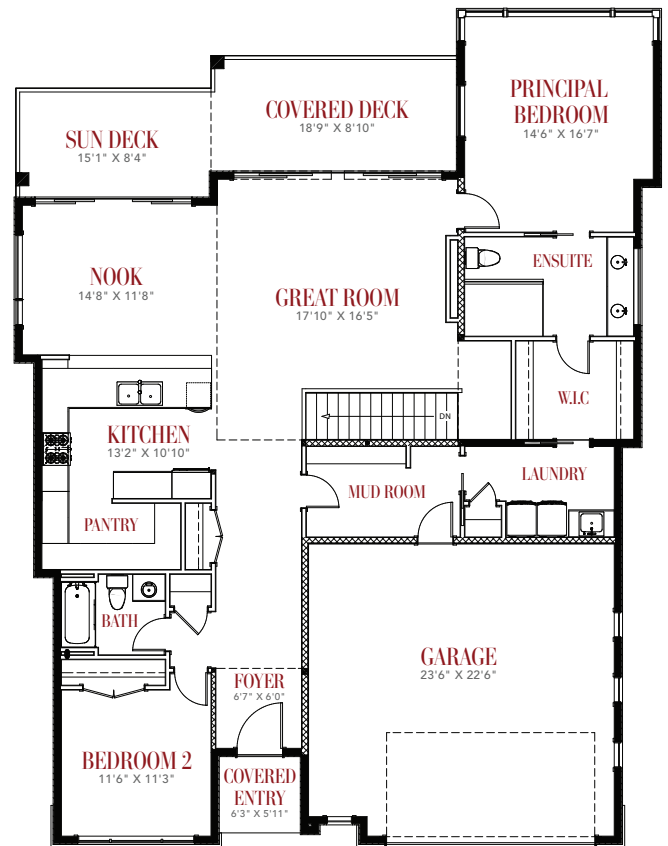 PRINCIPAL
BEDROOM
14'6" X 16'7"
COVERED DECK
18'9" X 8'10"
SUN DECK
15'1" X 8'4"
ENSUITE
NOOK
14'8" X 11'8"
GREAT ROOM
17'10" X 16'5"
W.I.C
DN
KITCHEN
13'2" X 10'10"
LAUNDRY
MUD ROOM
PANTRY
BATH
GARAGE
23'6" X 22'6"
FOYER
6'7" X 6'0"
BEDROOM 2
11'6" X 11'3"
COVERED
ENTRY
6'3" X 5'11"